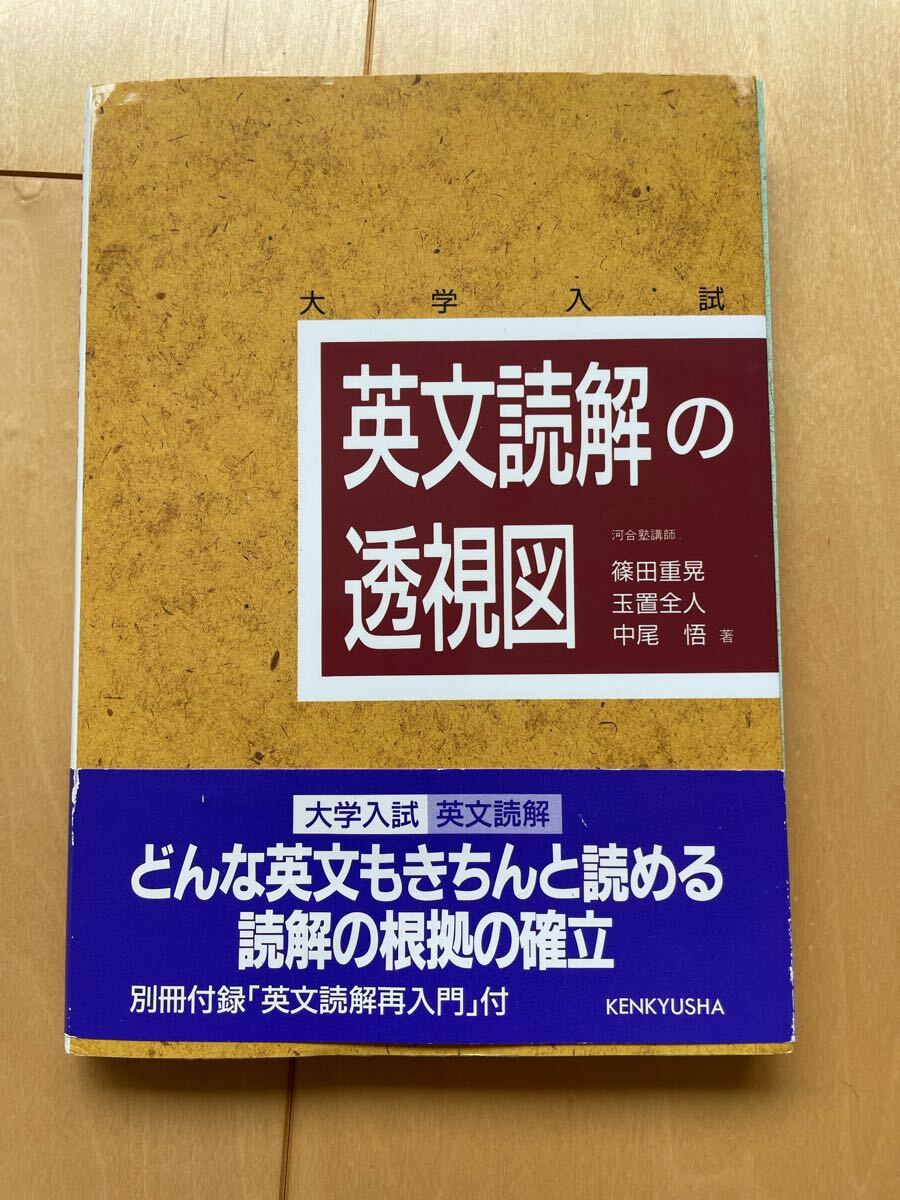 大学入試
英文読解の
透視図
河合塾講師
篠田重晃
玉置全人
中尾 悟 著
大学入試 英文読解
どんな英文もきちんと読める
読解の根拠の確立
別冊付録「英文読解再入門」付
KENKYUSHA